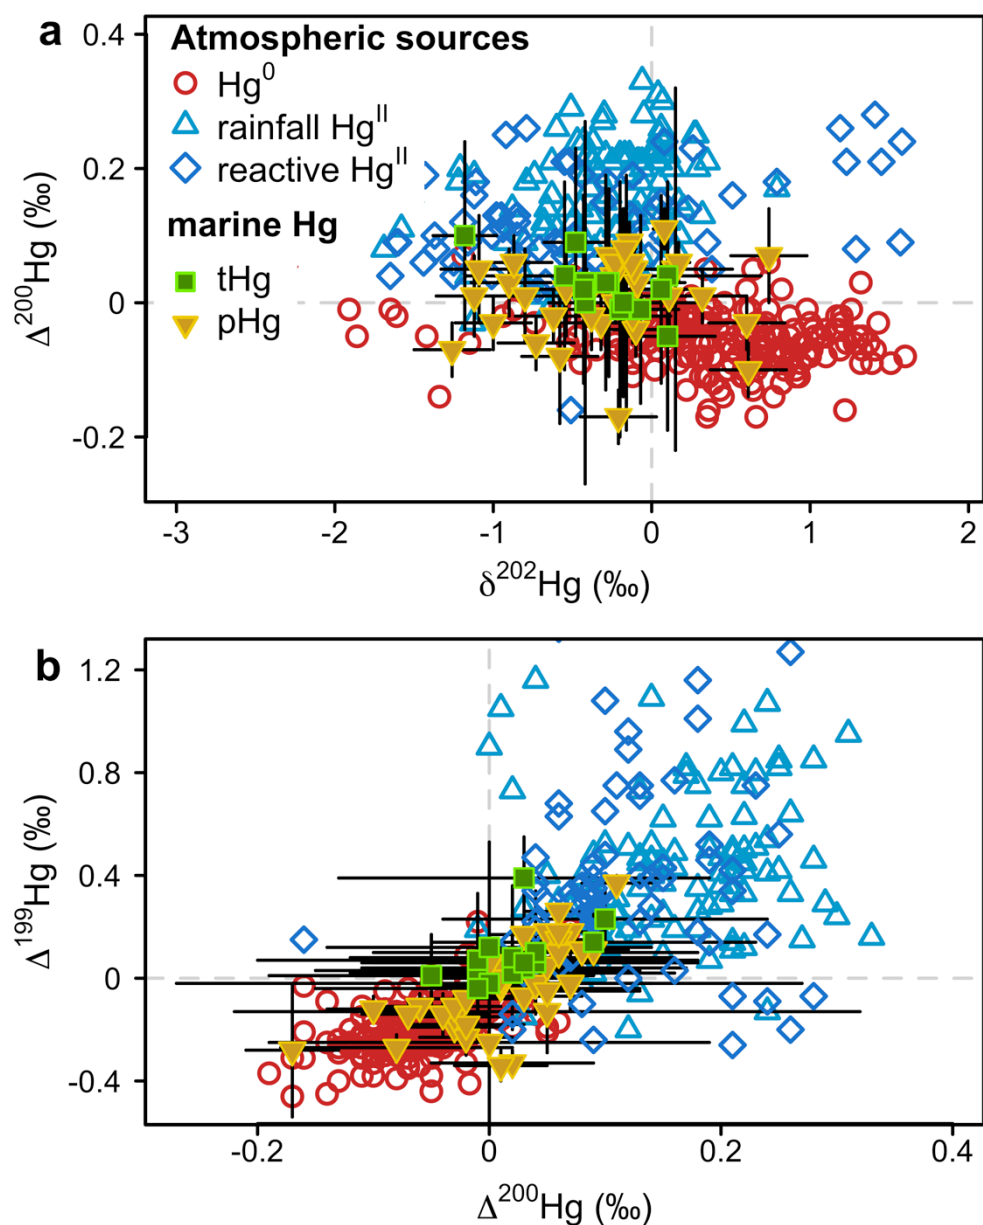 a
Atmospheric sources
Hg⁰
rainfall Hgᴵᴵ
reactive Hgᴵᴵ
marine Hg
tHg
pHg
0.4
0.2
0
-0.2
Δ²⁰⁰Hg (‰)
-3 -2 -1 0 1 2
δ²⁰²Hg (‰)
b
1.2
0.8
0.4
0
-0.4
Δ¹⁹⁹Hg (‰)
-0.2 0 0.2 0.4
Δ²⁰⁰Hg (‰)